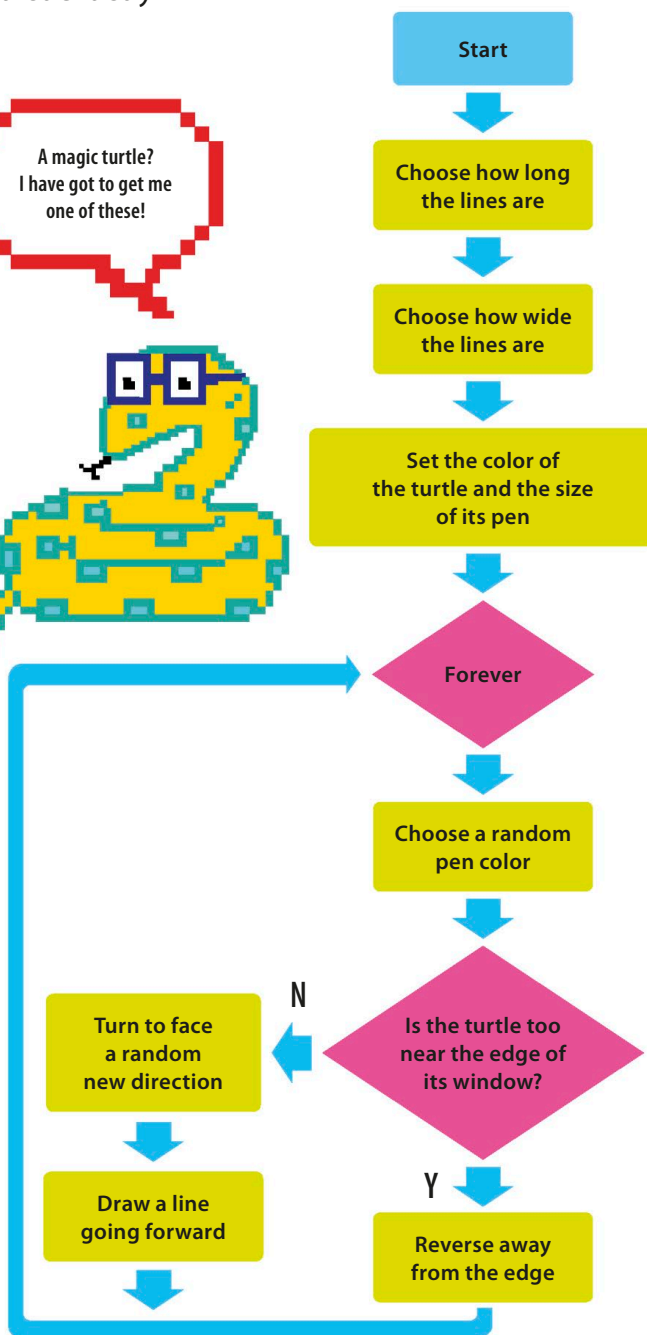 Start
A magic turtle?
I have got to get me
one of these!
Choose how long
the lines are
Choose how wide
the lines are
Set the color of
the turtle and the size
of its pen
Forever
Choose a random
pen color
Is the turtle too
near the edge of
its window?
N
Turn to face
a random
new direction
Draw a line
going forward
Y
Reverse away
from the edge